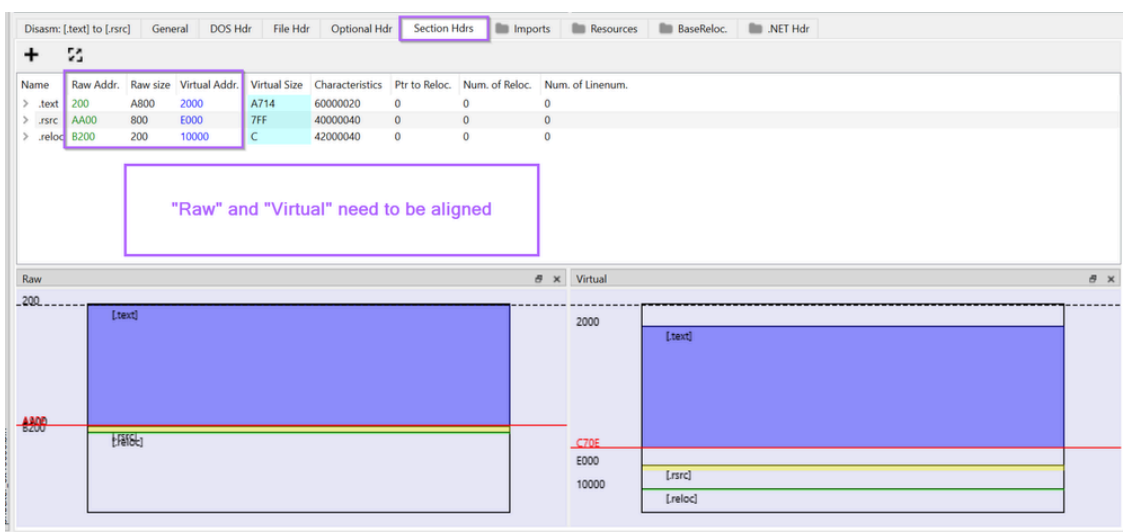 Disasm: [.text] to [.rsrc] General DOS Hdr File Hdr Optional Hdr Section Hdrs Imports Resources BaseReloc. .NET Hdr
Name Raw Addr. Raw size Virtual Addr. Virtual Size Characteristics Ptr to Reloc. Num. of Reloc. Num. of Linenum.
> .text 200 A800 2000 A714 60000020 0 0 0
> .rsrc AA00 800 E000 7FF 40000040 0 0 0
> .reloc B200 200 10000 C 42000040 0 0 0
"Raw" and "Virtual" need to be aligned
Raw
200
[.text]
B200
[.rsrc]
[.reloc]
Virtual
2000
[.text]
C70E
E000
[.rsrc]
10000
[.reloc]